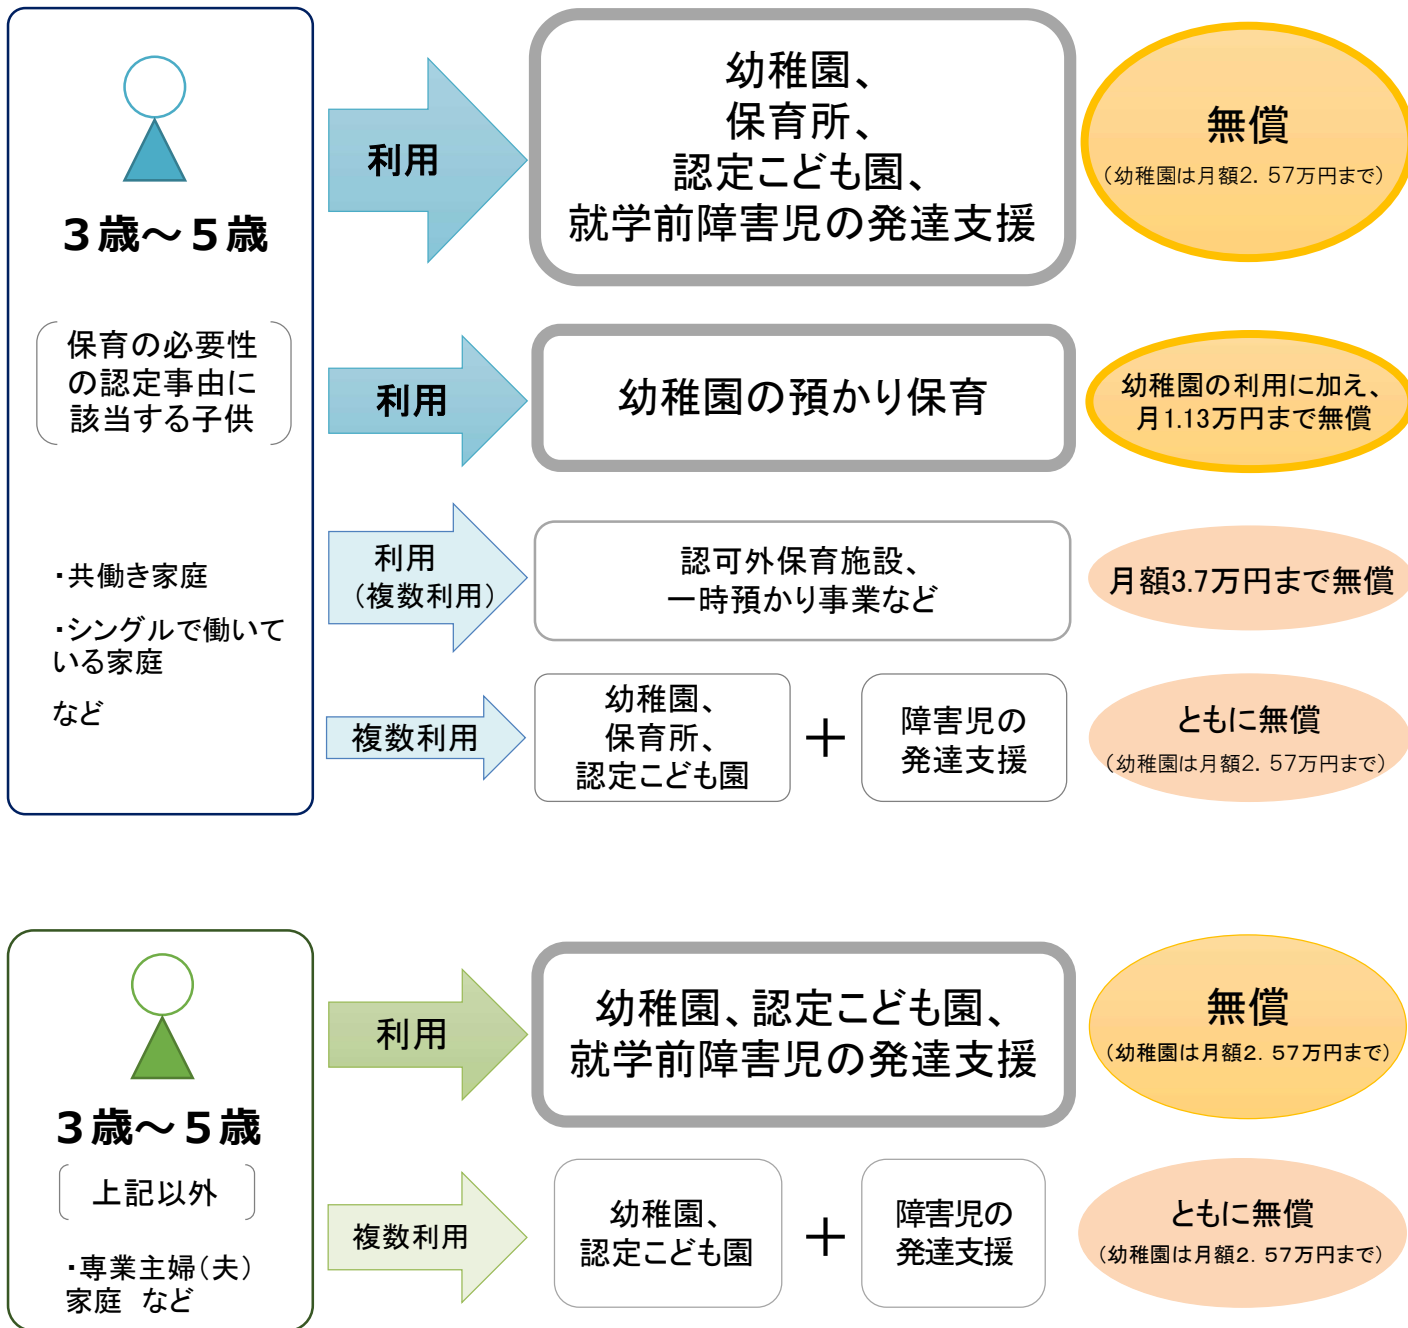 3歳～5歳
保育の必要性
の認定事由に
該当する子供
・共働き家庭
・シングルで働いて
いる家庭
など
利用
幼稚園、
保育所、
認定こども園、
就学前障害児の発達支援
無償
（幼稚園は月額2．57万円まで）
利用
幼稚園の預かり保育
幼稚園の利用に加え、
月1.13万円まで無償
利用
（複数利用）
認可外保育施設、
一時預かり事業など
月額3.7万円まで無償
複数利用
幼稚園、
保育所、
認定こども園
＋
障害児の
発達支援
ともに無償
（幼稚園は月額2．57万円まで）
3歳～5歳
上記以外
・専業主婦（夫）
家庭　など
利用
幼稚園、認定こども園、
就学前障害児の発達支援
無償
（幼稚園は月額2．57万円まで）
複数利用
幼稚園、
認定こども園
＋
障害児の
発達支援
ともに無償
（幼稚園は月額2．57万円まで）